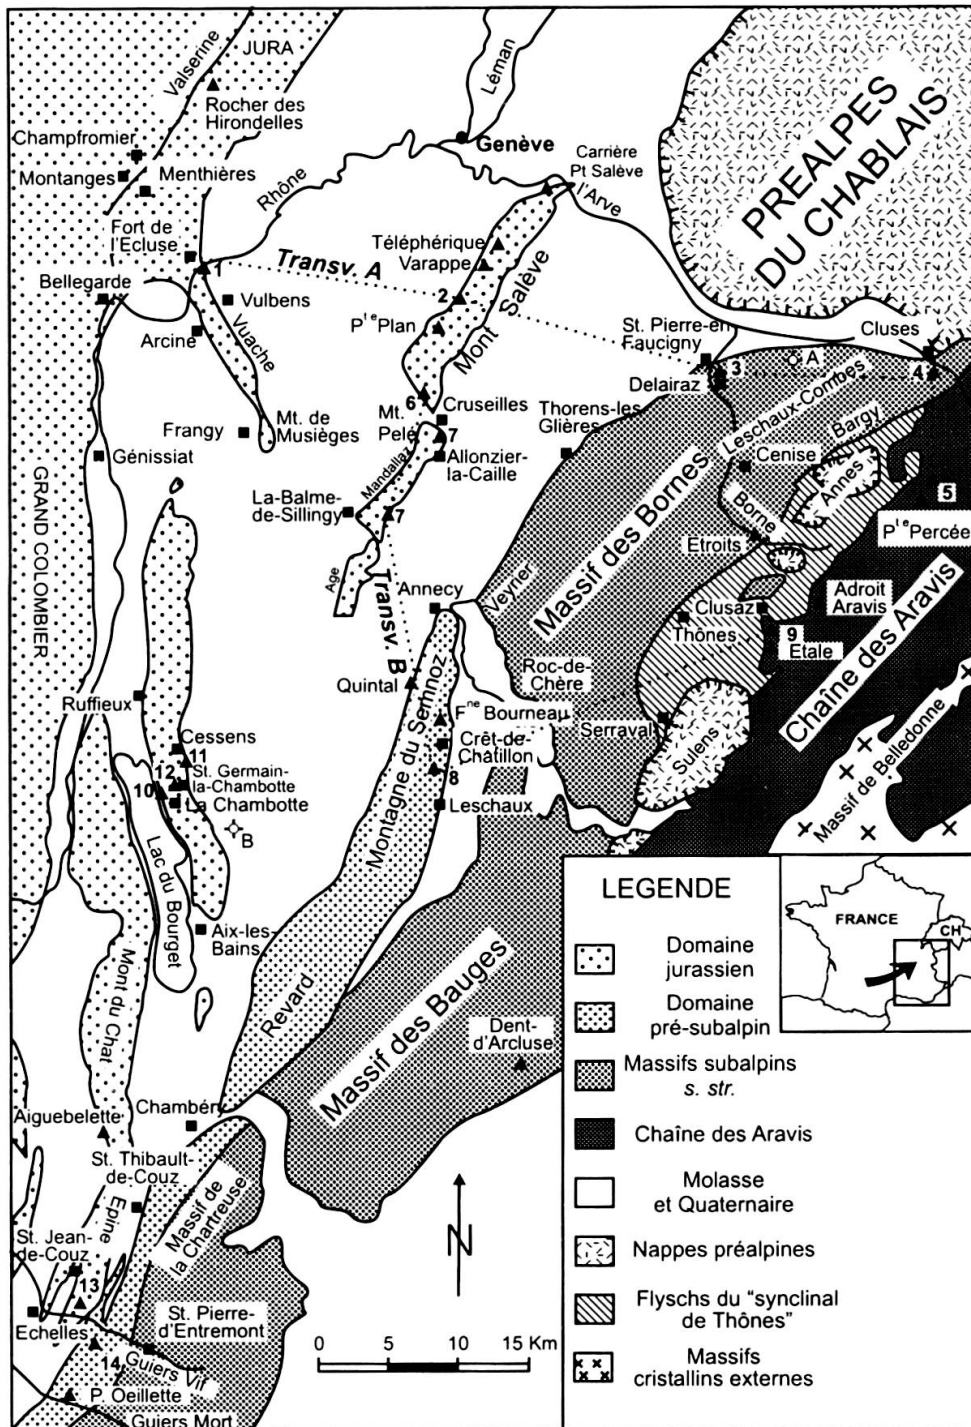 JURA
Valserine
Rocher des
Hirondelles
Champfromier
Montanges
Menthières
Fort de
l'Ecluse
Bellegarde
1
Vulbens
Arcine
Vuache
Rhône
Léman
Genève
Carrière
Pt Salève
l'Arve
Téléphérique
Varappe
Transv. A
2
Pte Plan
Mont Salève
PREALPES
DU CHABLAIS
St. Pierre-en
Faucigny
Cluses
A
3
4
Delairaz
6
Cruseilles
Mt.
Pelé
7
Allonzier-
la-Caille
Mandallaz
Thorens-les
Glières
Leschaux-Combes
Bargy
Cenise
Annes
Frangy
Mt. de
Musièges
Génissiat
GRAND COLOMBIER
La-Balme-
de-Sillingy
7
Age
Transv. B
Annecy
Veyrier
Massif des Bornes
Borne
Etroits
5
Pte Percée
Clusaz
Thônes
Adroit
Aravis
9
Etale
Chaîne des Aravis
Roc-de-
Chère
Quintal
Fne Bourneau
Crêt-de-
Châtillon
8
Leschaux
Serraval
Sulens
Massif de Belledonne
Montagne du Semnoz
Ruffieux
Cessens
11
12
St. Germain-
la-Chambotte
10
La Chambotte
B
Lac du Bourget
Aix-les-
Bains
Mont du Chat
Revard
Massif des Bauges
Dent-
d'Arcluse
Aiguebelette
Chambéri
St. Thibault-
de-Couz
Epine
Massif de
la Chartreuse
St. Jean-
de-Couz
13
Echelles
14
St. Pierre-
d'Entremont
Guiers Vif
P. Oeillette
Guiers Mort
N
0 5 10 15 Km
LEGENDE
FRANCE
CH
Domaine
jurassien
Domaine
pré-subalpin
Massifs subalpins
s. str.
Chaîne des Aravis
Molasse
et Quaternaire
Nappes préalpines
Flyschs du "synclinal
de Thônes"
Massifs
cristallins externes